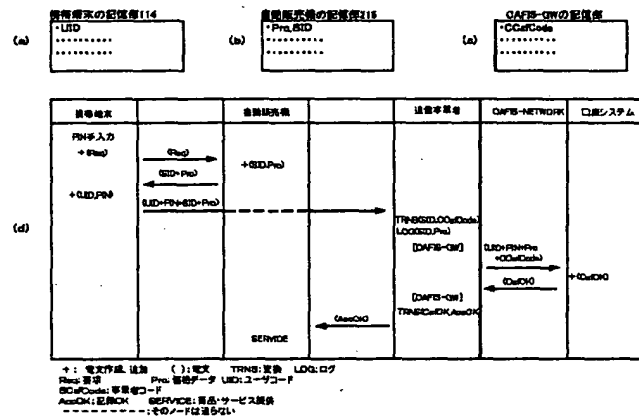 携帯端末の記憶部114
自動販売機の記憶部215
CAFIS-GWの記憶部
(a)
・UID
(b)
・Pro,SID
(c)
・CCafCode
携帯端末
自動販売機
通信事業者
CAFIS-NETWORK
口座システム
PIN手入力
+(Req)
(Req)
+(SID,Pro)
(SID+Pro)
+(UID,PIN)
(UID+PIN+SID+Pro)
(d)
TRNS(SID,CCafCode)
LOG(SID,Pro)
[CAFIS-GW]
(UID+PIN+Pro
+CCafCode)
+(CafOK)
(CafOK)
[CAFIS-GW]
TRNS(CafOK,AccOK)
(AccOK)
SERVICE
+: 電文作成、追加 ( ):電文 TRNS:変換 LOG:ログ
Req:要求 Pro:価格データ UID:ユーザコード
SCafCode:事業者コード
AccOK:記録OK SERVICE:商品・サービス提供
----------:そのノードは通らない